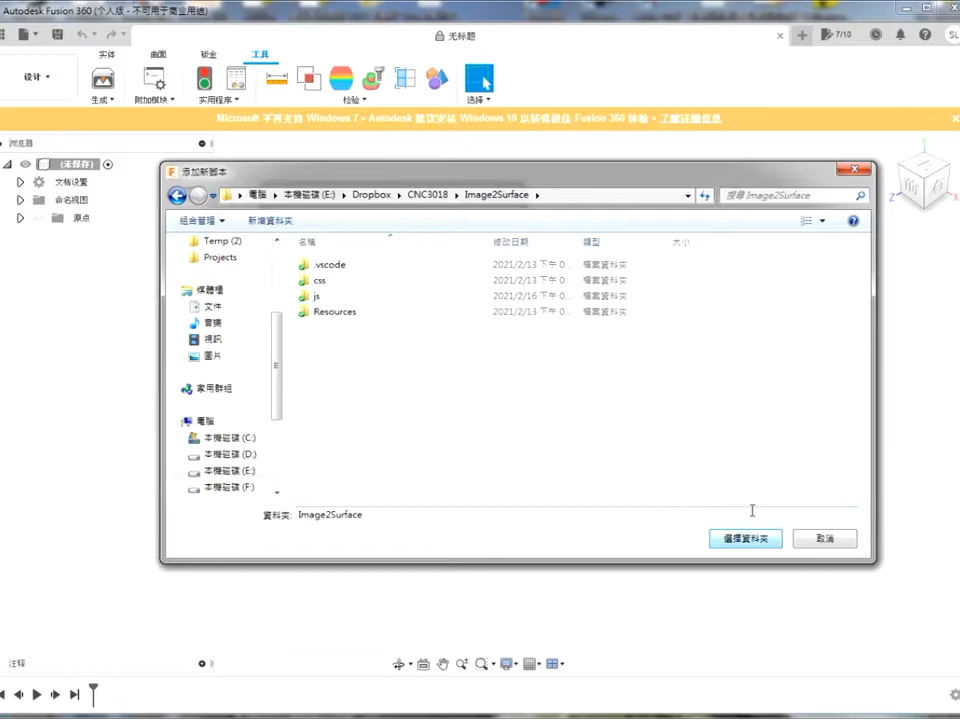 Autodesk Fusion 360 (个人版 - 不可用于商业用途)
无标题
7/10
SL
实体
曲面
钣金
工具
设计
生成
附加模块
实用程序
检验
选择
Microsoft 不再支持 Windows 7 - Autodesk 建议安装 Windows 10 以获得最佳 Fusion 360 体验 - 了解详细信息
浏览器
(未保存)
文档设置
命名视图
原点
添加新脚本
電腦
本機磁碟 (E:)
Dropbox
CNC3018
Image2Surface
搜尋 Image2Surface
組合管理
新增資料夾
Temp (2)
Projects
媒體櫃
文件
音樂
視訊
圖片
家用群組
電腦
本機磁碟 (C:)
本機磁碟 (D:)
本機磁碟 (E:)
本機磁碟 (F:)
名稱
修改日期
類型
大小
.vscode
2021/2/13 下午 0...
檔案資料夾
css
2021/2/13 下午 0...
檔案資料夾
js
2021/2/16 下午 0...
檔案資料夾
Resources
2021/2/13 下午 0...
檔案資料夾
資料夾: Image2Surface
選擇資料夾
取消
前
右
Z
X
注释